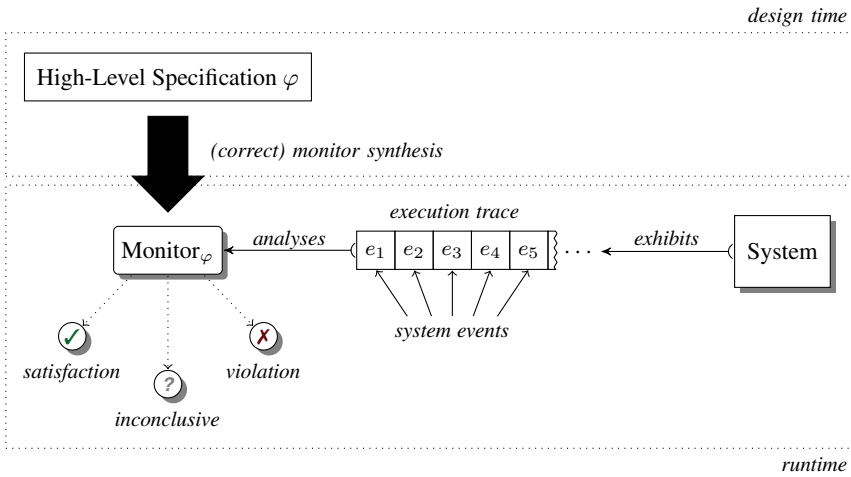 design time
High-Level Specification φ
(correct) monitor synthesis
execution trace
Monitorφ
analyses
e1 e2 e3 e4 e5 ···
exhibits
System
system events
✓
✗
satisfaction
violation
?
inconclusive
runtime